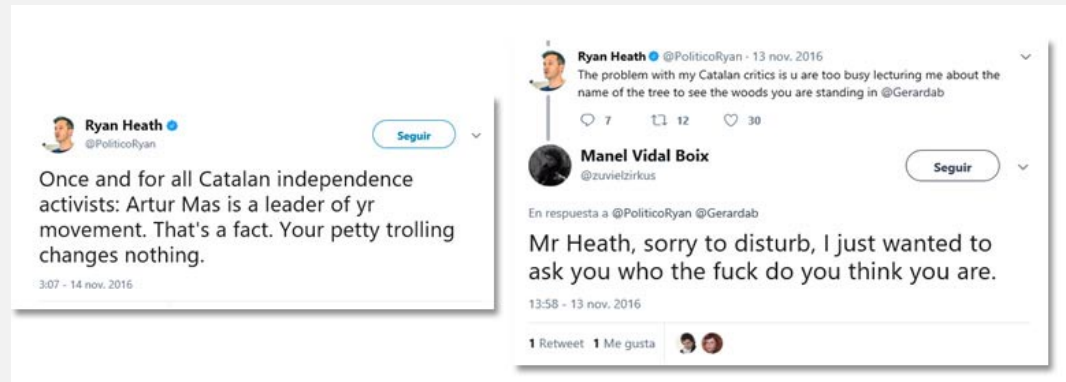 Ryan Heath
@PoliticoRyan
Seguir
Once and for all Catalan independence
activists: Artur Mas is a leader of yr
movement. That's a fact. Your petty trolling
changes nothing.
3:07 - 14 nov. 2016
Ryan Heath @PoliticoRyan · 13 nov. 2016
The problem with my Catalan critics is u are too busy lecturing me about the
name of the tree to see the woods you are standing in @Gerardab
7 12 30
Manel Vidal Boix
@zuvielzirkus
Seguir
En respuesta a @PoliticoRyan @Gerardab
Mr Heath, sorry to disturb, I just wanted to
ask you who the fuck do you think you are.
13:58 - 13 nov. 2016
1 Retweet 1 Me gusta